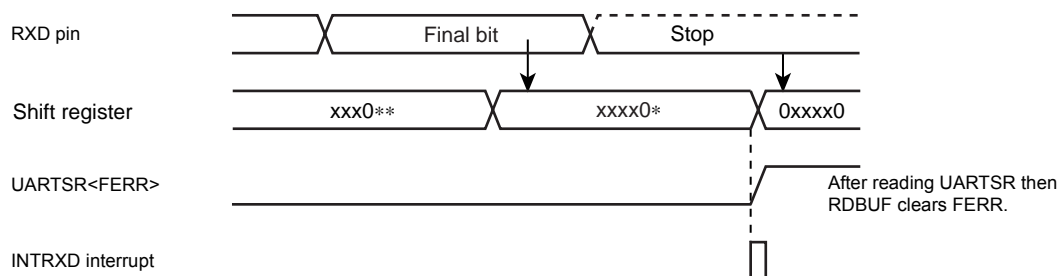 RXD pin
Final bit
Stop
Shift register
xxx0**
xxxx0*
0xxxx0
UARTSR<FERR>
After reading UARTSR then
RDBUF clears FERR.
INTRXD interrupt